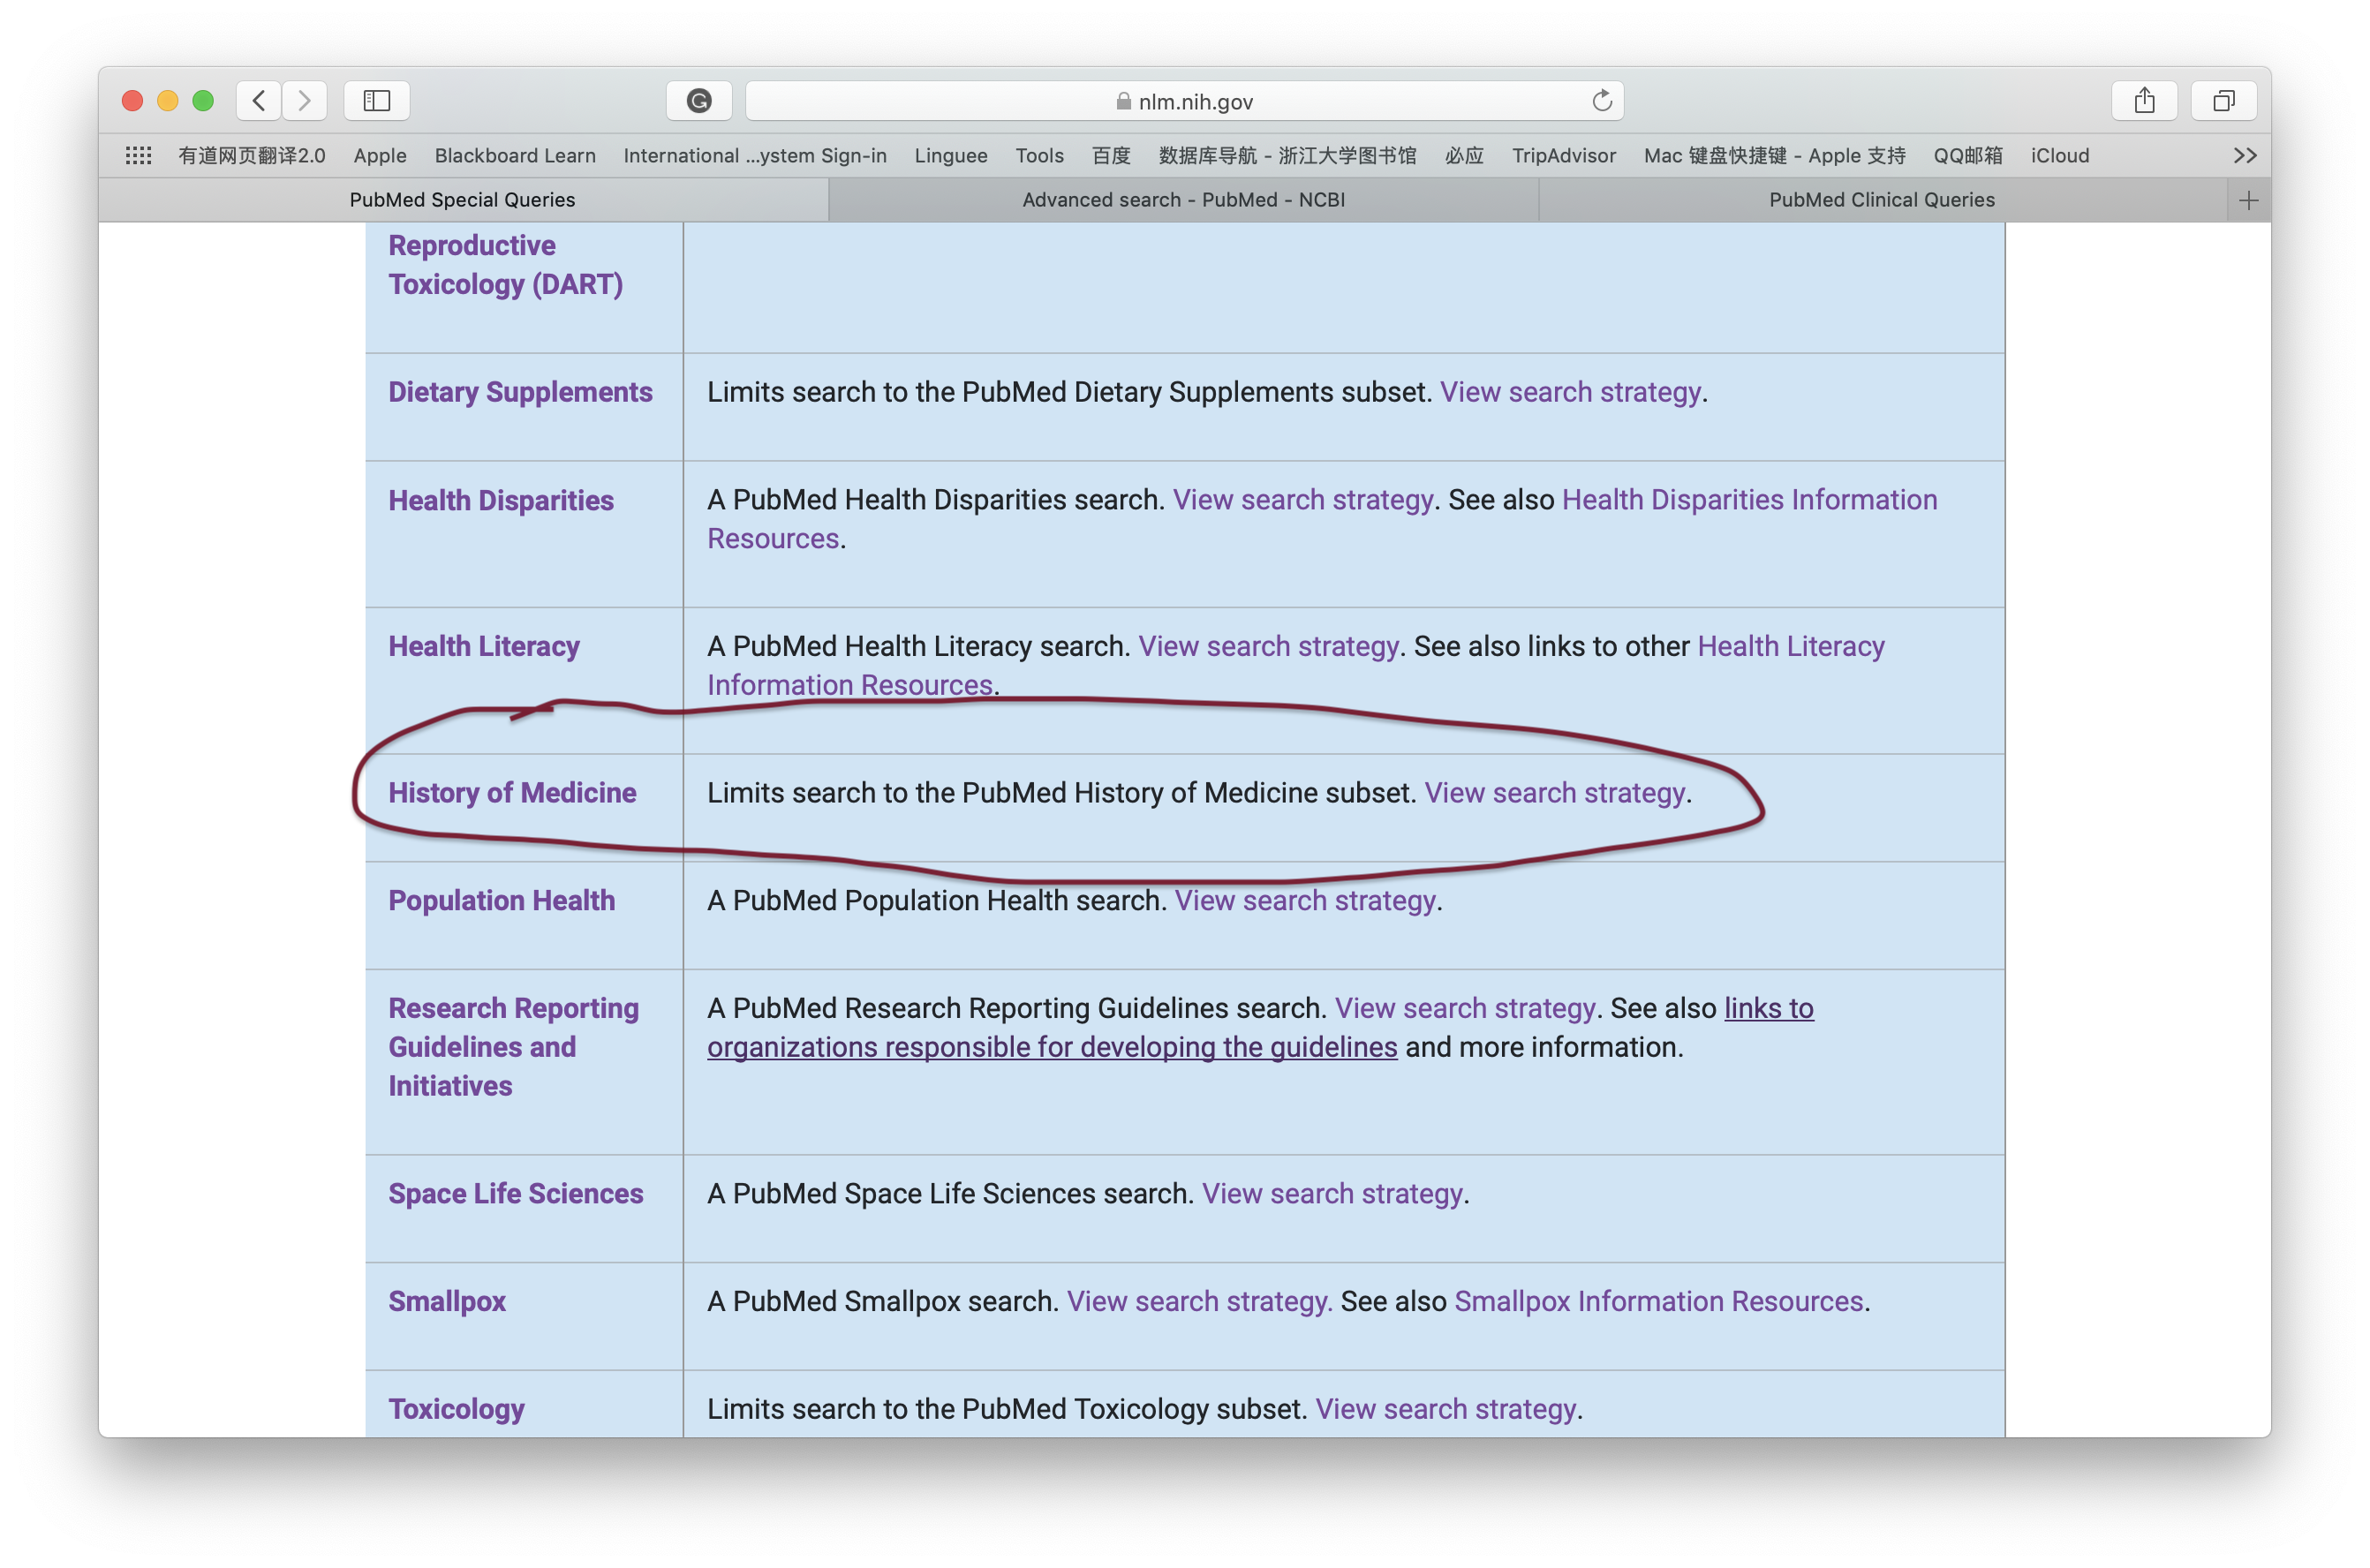 nlm.nih.gov
有道网页翻译2.0 Apple Blackboard Learn International ...ystem Sign-in Linguee Tools 百度 数据库导航 - 浙江大学图书馆 必应 TripAdvisor Mac 键盘快捷键 - Apple 支持 QQ邮箱 iCloud
PubMed Special Queries Advanced search - PubMed - NCBI PubMed Clinical Queries
Reproductive
Toxicology (DART)
Dietary Supplements Limits search to the PubMed Dietary Supplements subset. View search strategy.
Health Disparities A PubMed Health Disparities search. View search strategy. See also Health Disparities Information
Resources.
Health Literacy A PubMed Health Literacy search. View search strategy. See also links to other Health Literacy
Information Resources.
History of Medicine Limits search to the PubMed History of Medicine subset. View search strategy.
Population Health A PubMed Population Health search. View search strategy.
Research Reporting A PubMed Research Reporting Guidelines search. View search strategy. See also links to
Guidelines and organizations responsible for developing the guidelines and more information.
Initiatives
Space Life Sciences A PubMed Space Life Sciences search. View search strategy.
Smallpox A PubMed Smallpox search. View search strategy. See also Smallpox Information Resources.
Toxicology Limits search to the PubMed Toxicology subset. View search strategy.